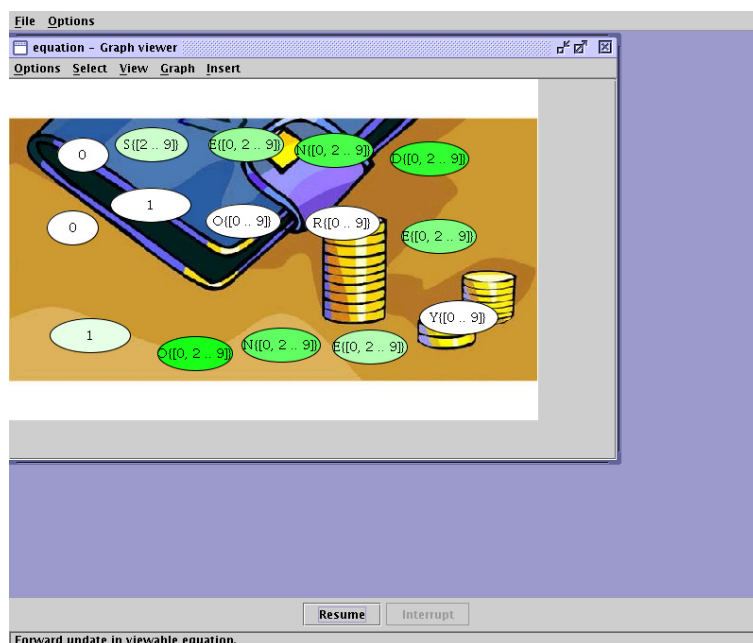 File Options
equation – Graph viewer
Options Select View Graph Insert
0 S{[2 .. 9]} E{[0, 2 .. 9]} N{[0, 2 .. 9]} D{[0, 2 .. 9]}
0 1 O{[0 .. 9]} R{[0 .. 9]} E{[0, 2 .. 9]}
1 O{[0, 2 .. 9]} N{[0, 2 .. 9]} E{[0, 2 .. 9]} Y{[0 .. 9]}
Resume Interrupt
Forward update in viewable equation.